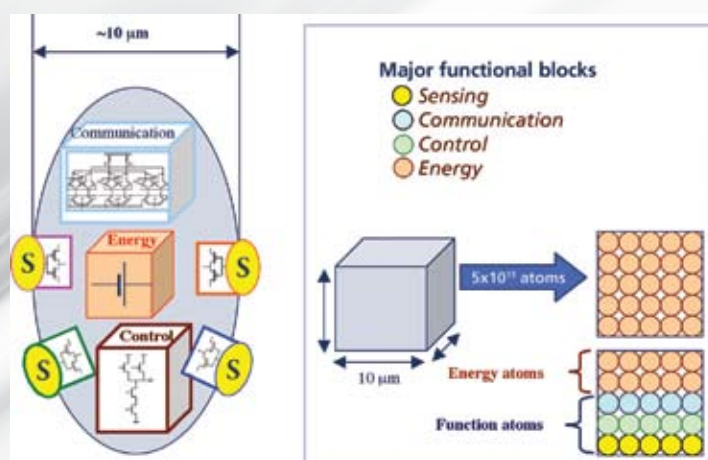 ~10 μm
Communication
Energy
S
S
Control
S
S
Major functional blocks
Sensing
Communication
Control
Energy
5x10¹¹ atoms
10 μm
Energy atoms
Function atoms